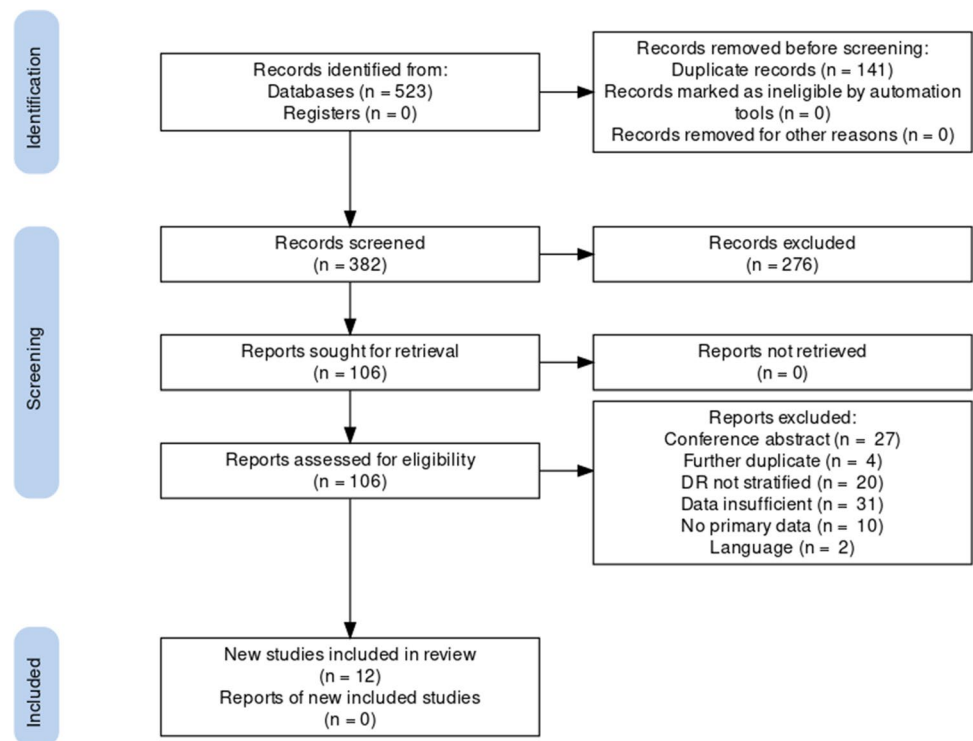 Identification
Records identified from:
Databases (n = 523)
Registers (n = 0)
Records removed before screening:
Duplicate records (n = 141)
Records marked as ineligible by automation
tools (n = 0)
Records removed for other reasons (n = 0)
Screening
Records screened
(n = 382)
Records excluded
(n = 276)
Reports sought for retrieval
(n = 106)
Reports not retrieved
(n = 0)
Reports assessed for eligibility
(n = 106)
Reports excluded:
Conference abstract (n = 27)
Further duplicate (n = 4)
DR not stratified (n = 20)
Data insufficient (n = 31)
No primary data (n = 10)
Language (n = 2)
Included
New studies included in review
(n = 12)
Reports of new included studies
(n = 0)